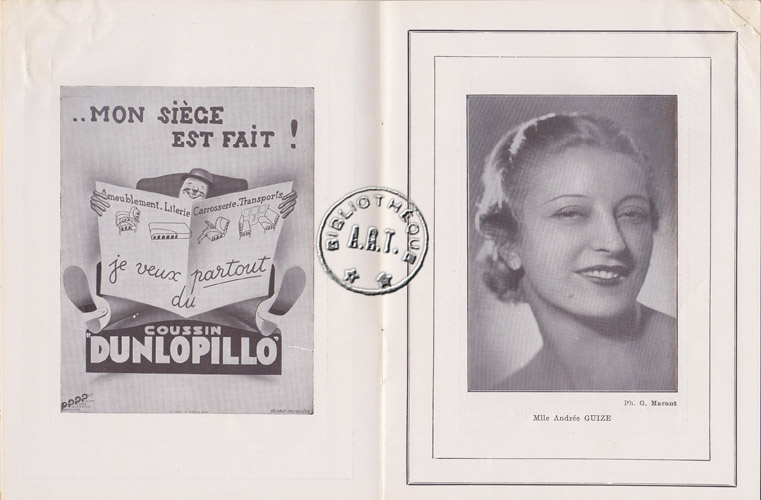 ..MON SIÈGE
EST FAIT !
Ameublement. Literie Carrosserie. Transports
je veux partout
du
COUSSIN
"DUNLOPILLO"
PPPP
BIBLIOTHÈQUE
A.R.T.
Ph. G. Marant
Mlle Andrée GUIZE